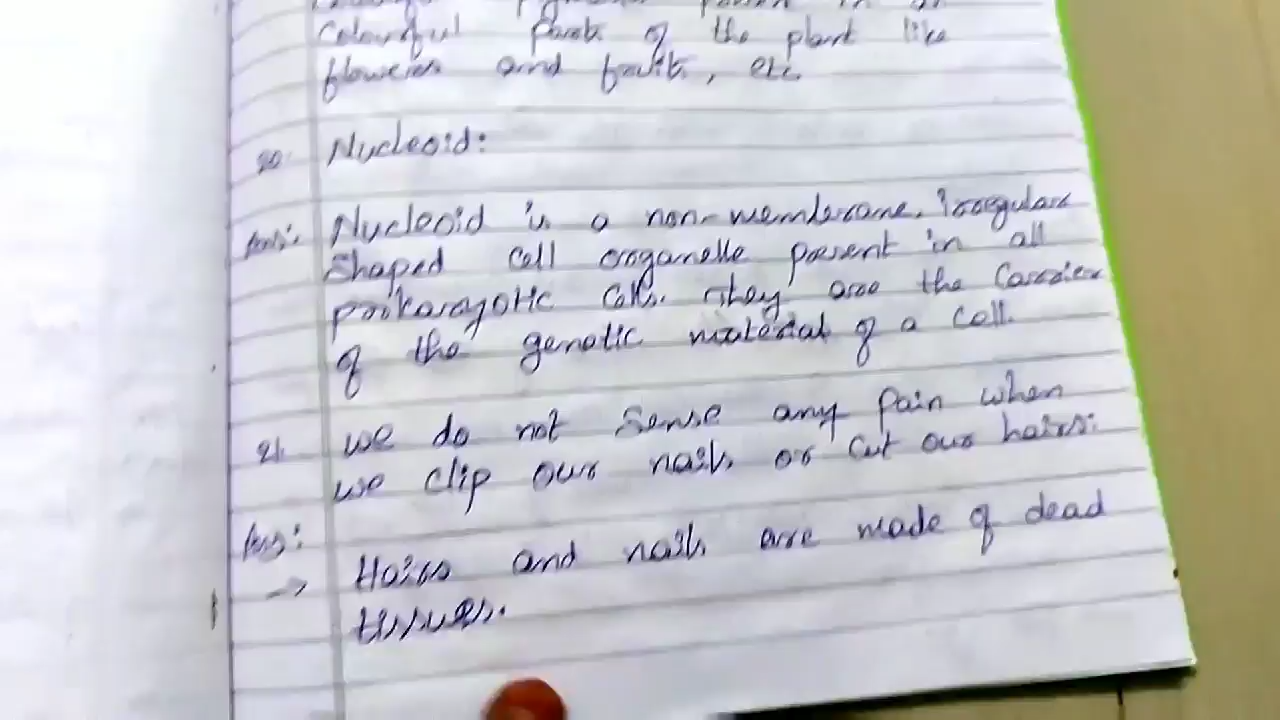 Colourful parts of the plant like
flowers and fruits, etc
20. Nucleoid:
Ans: Nucleoid is a non-membrane. Irregular
shaped cell organelle present in all
prokaryotic cells. They are the carrier
of the genetic material of a cell.
21. we do not sense any pain when
we clip our nails or cut our hairs:
Ans:
→ Hairs and nails are made of dead
tissues.